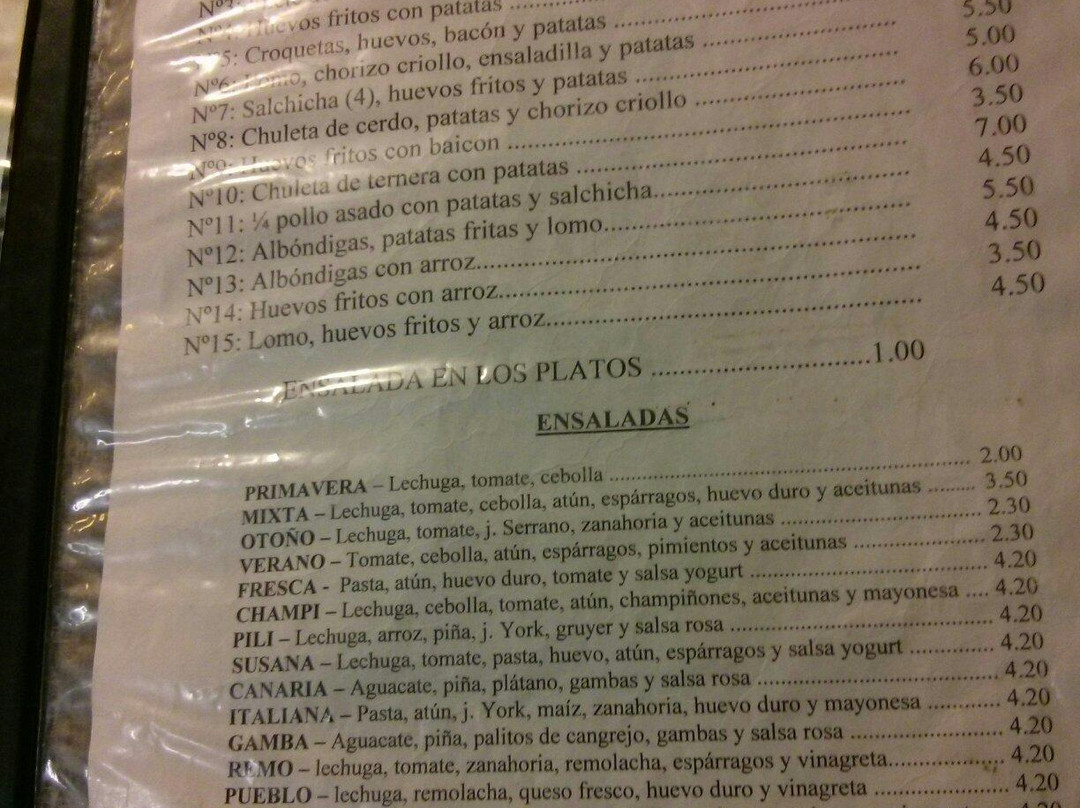 Nº4: Huevos fritos con patatas
Nº5: Croquetas, huevos, bacón y patatas
Nº6: Lomo, chorizo criollo, ensaladilla y patatas ........ 5.50
Nº7: Salchicha (4), huevos fritos y patatas ........ 5.00
Nº8: Chuleta de cerdo, patatas y chorizo criollo ........ 6.00
Nº9: Huevos fritos con baicon ........ 3.50
Nº10: Chuleta de ternera con patatas ........ 7.00
Nº11: ¼ pollo asado con patatas y salchicha........ 4.50
Nº12: Albóndigas, patatas fritas y lomo........ 5.50
Nº13: Albóndigas con arroz........ 4.50
Nº14: Huevos fritos con arroz........ 3.50
Nº15: Lomo, huevos fritos y arroz........ 4.50
ENSALADA EN LOS PLATOS ........1.00
ENSALADAS
PRIMAVERA – Lechuga, tomate, cebolla ........ 2.00
MIXTA – Lechuga, tomate, cebolla, atún, espárragos, huevo duro y aceitunas ........ 3.50
OTOÑO – Lechuga, tomate, j. Serrano, zanahoria y aceitunas ........ 2.30
VERANO – Tomate, cebolla, atún, espárragos, pimientos y aceitunas ........ 2.30
FRESCA - Pasta, atún, huevo duro, tomate y salsa yogurt ........ 4.20
CHAMPI – Lechuga, cebolla, tomate, atún, champiñones, aceitunas y mayonesa .... 4.20
PILI – Lechuga, arroz, piña, j. York, gruyer y salsa rosa ........ 4.20
SUSANA – Lechuga, tomate, pasta, huevo, atún, espárragos y salsa yogurt ........ 4.20
CANARIA – Aguacate, piña, plátano, gambas y salsa rosa ........ 4.20
ITALIANA – Pasta, atún, j. York, maíz, zanahoria, huevo duro y mayonesa ........ 4.20
GAMBA – Aguacate, piña, palitos de cangrejo, gambas y salsa rosa ........ 4.20
REMO – lechuga, tomate, zanahoria, remolacha, espárragos y vinagreta........ 4.20
PUEBLO – lechuga, remolacha, queso fresco, huevo duro y vinagreta ........ 4.20